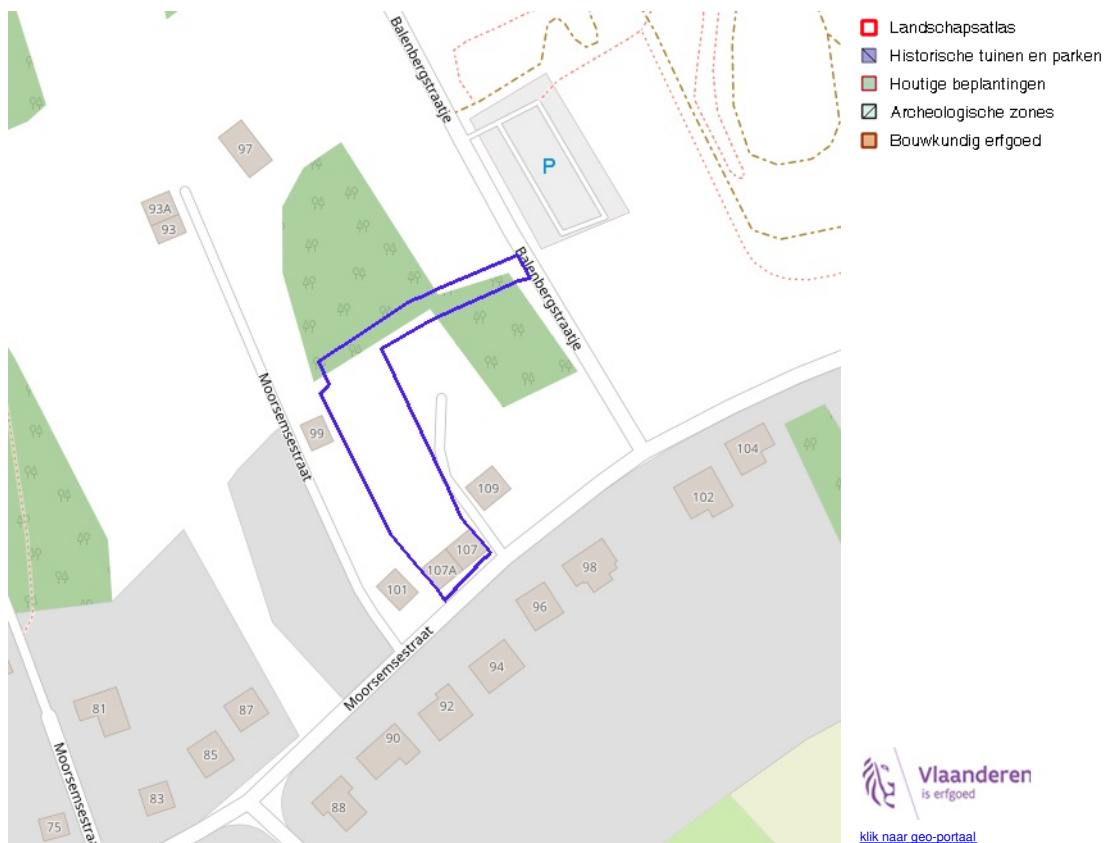 Balenbergstraatje
P
97
93A
93
Balenbergstraatje
Moorsemsestraat
99
109
104
102
107
107A
101
98
96
94
92
90
88
Moorsemsestraat
81
87
85
83
75
Moorsemsestraat
Landschapsatlas
Historische tuinen en parken
Houtige beplantingen
Archeologische zones
Bouwkundig erfgoed
Vlaanderen
is erfgoed
klik naar geo-portaal